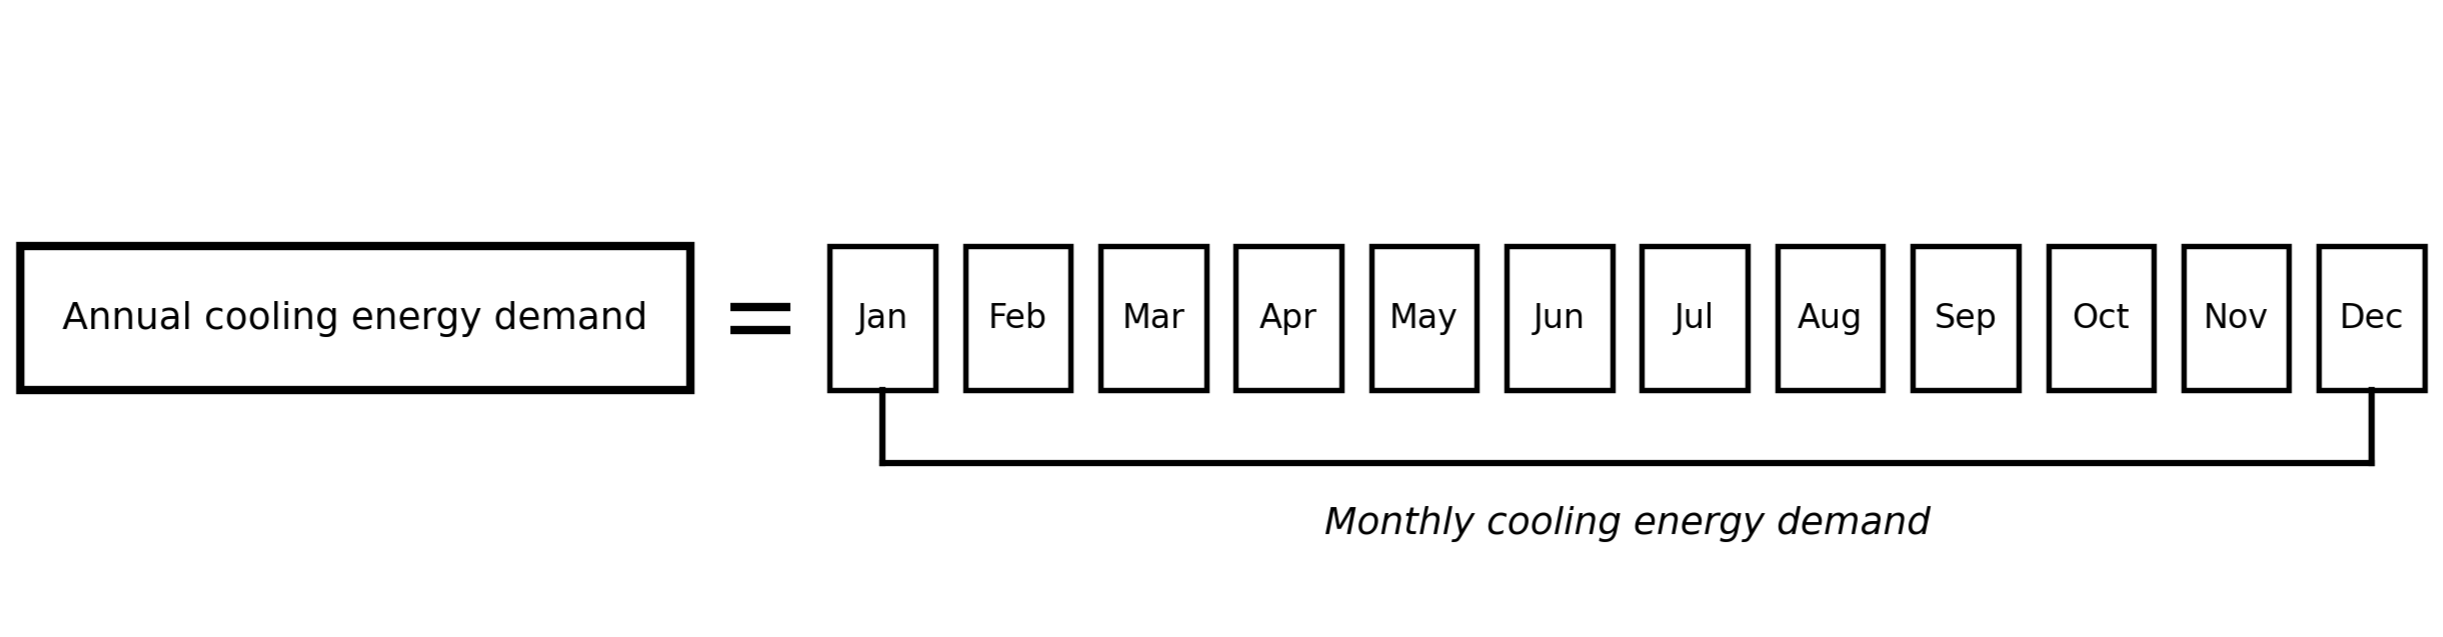 Annual cooling energy demand = Jan Feb Mar Apr May Jun Jul Aug Sep Oct Nov Dec
Monthly cooling energy demand